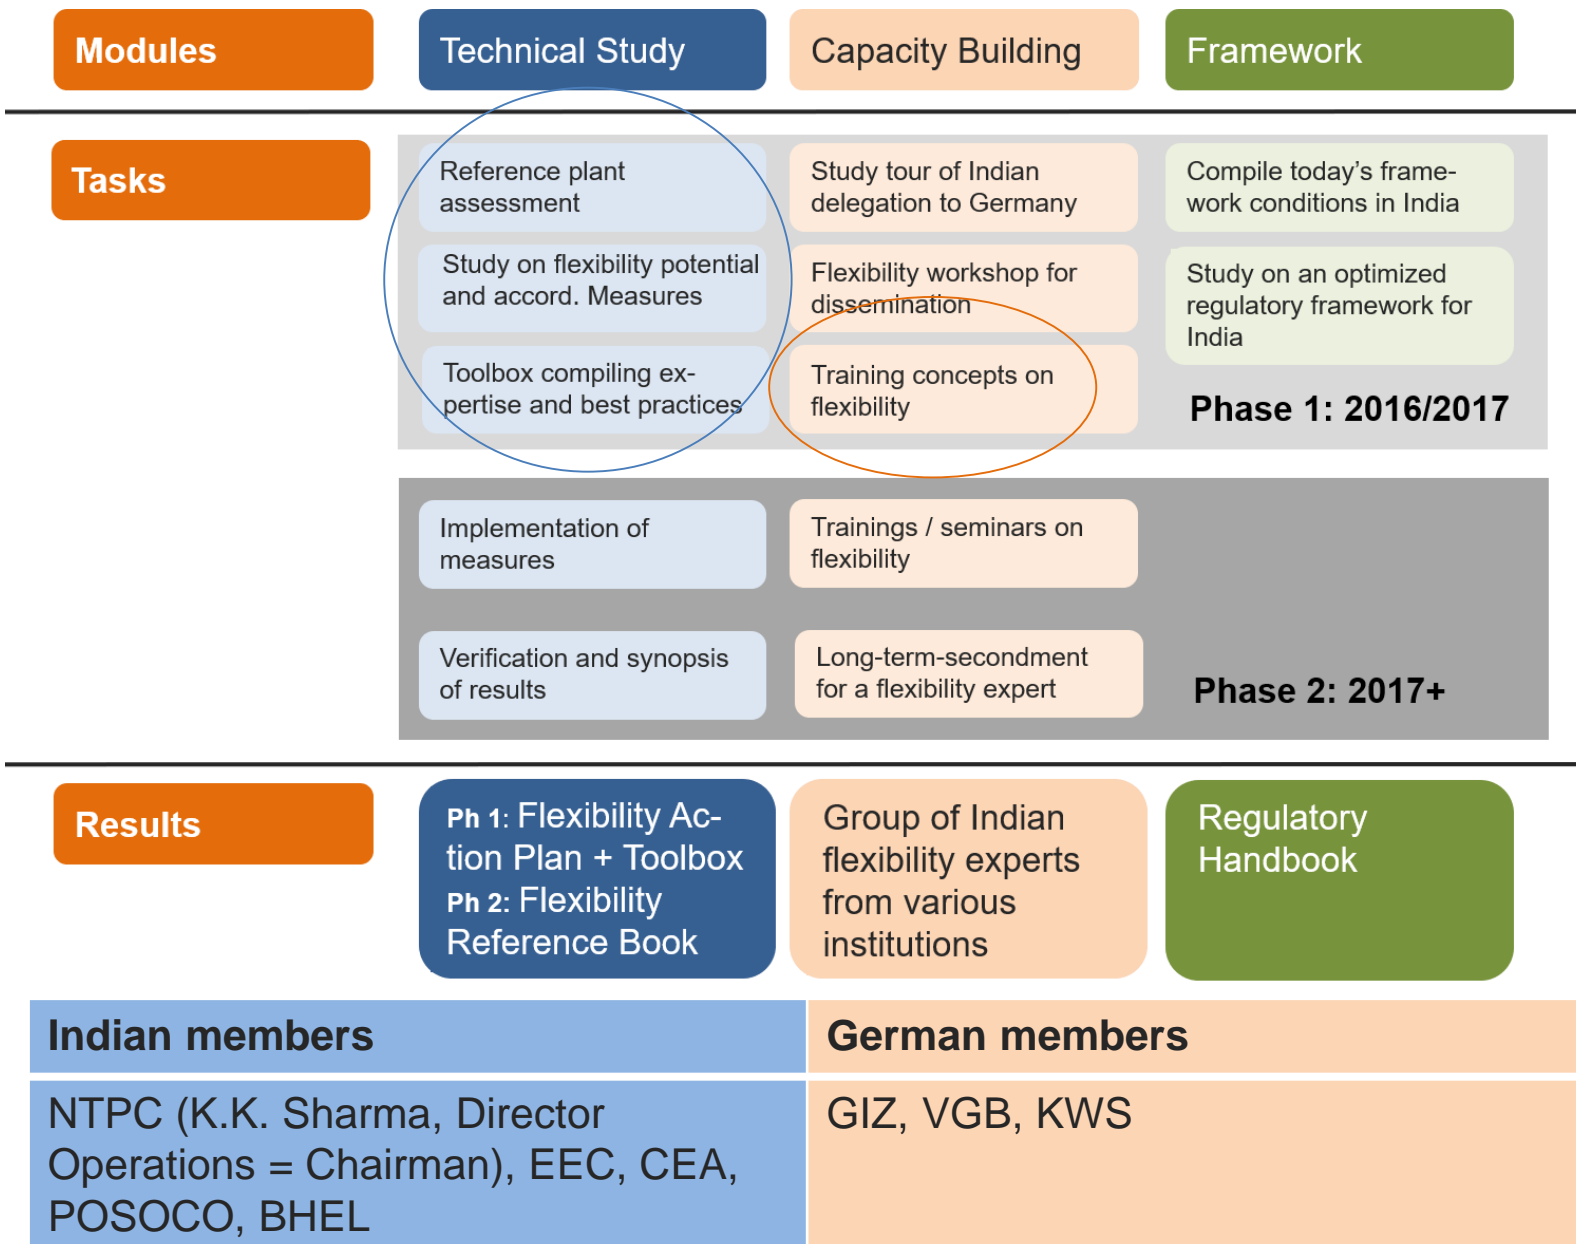 Modules
Technical Study
Capacity Building
Framework
Tasks
Reference plant
assessment
Study tour of Indian
delegation to Germany
Compile today's frame-
work conditions in India
Study on flexibility potential
and accord. Measures
Flexibility workshop for
dissemination
Study on an optimized
regulatory framework for
India
Toolbox compiling ex-
pertise and best practices
Training concepts on
flexibility
Phase 1: 2016/2017
Implementation of
measures
Trainings / seminars on
flexibility
Verification and synopsis
of results
Long-term-secondment
for a flexibility expert
Phase 2: 2017+
Results
Ph 1: Flexibility Ac-
tion Plan + Toolbox
Ph 2: Flexibility
Reference Book
Group of Indian
flexibility experts
from various
institutions
Regulatory
Handbook
Indian members
German members
NTPC (K.K. Sharma, Director
Operations = Chairman), EEC, CEA,
POSOCO, BHEL
GIZ, VGB, KWS